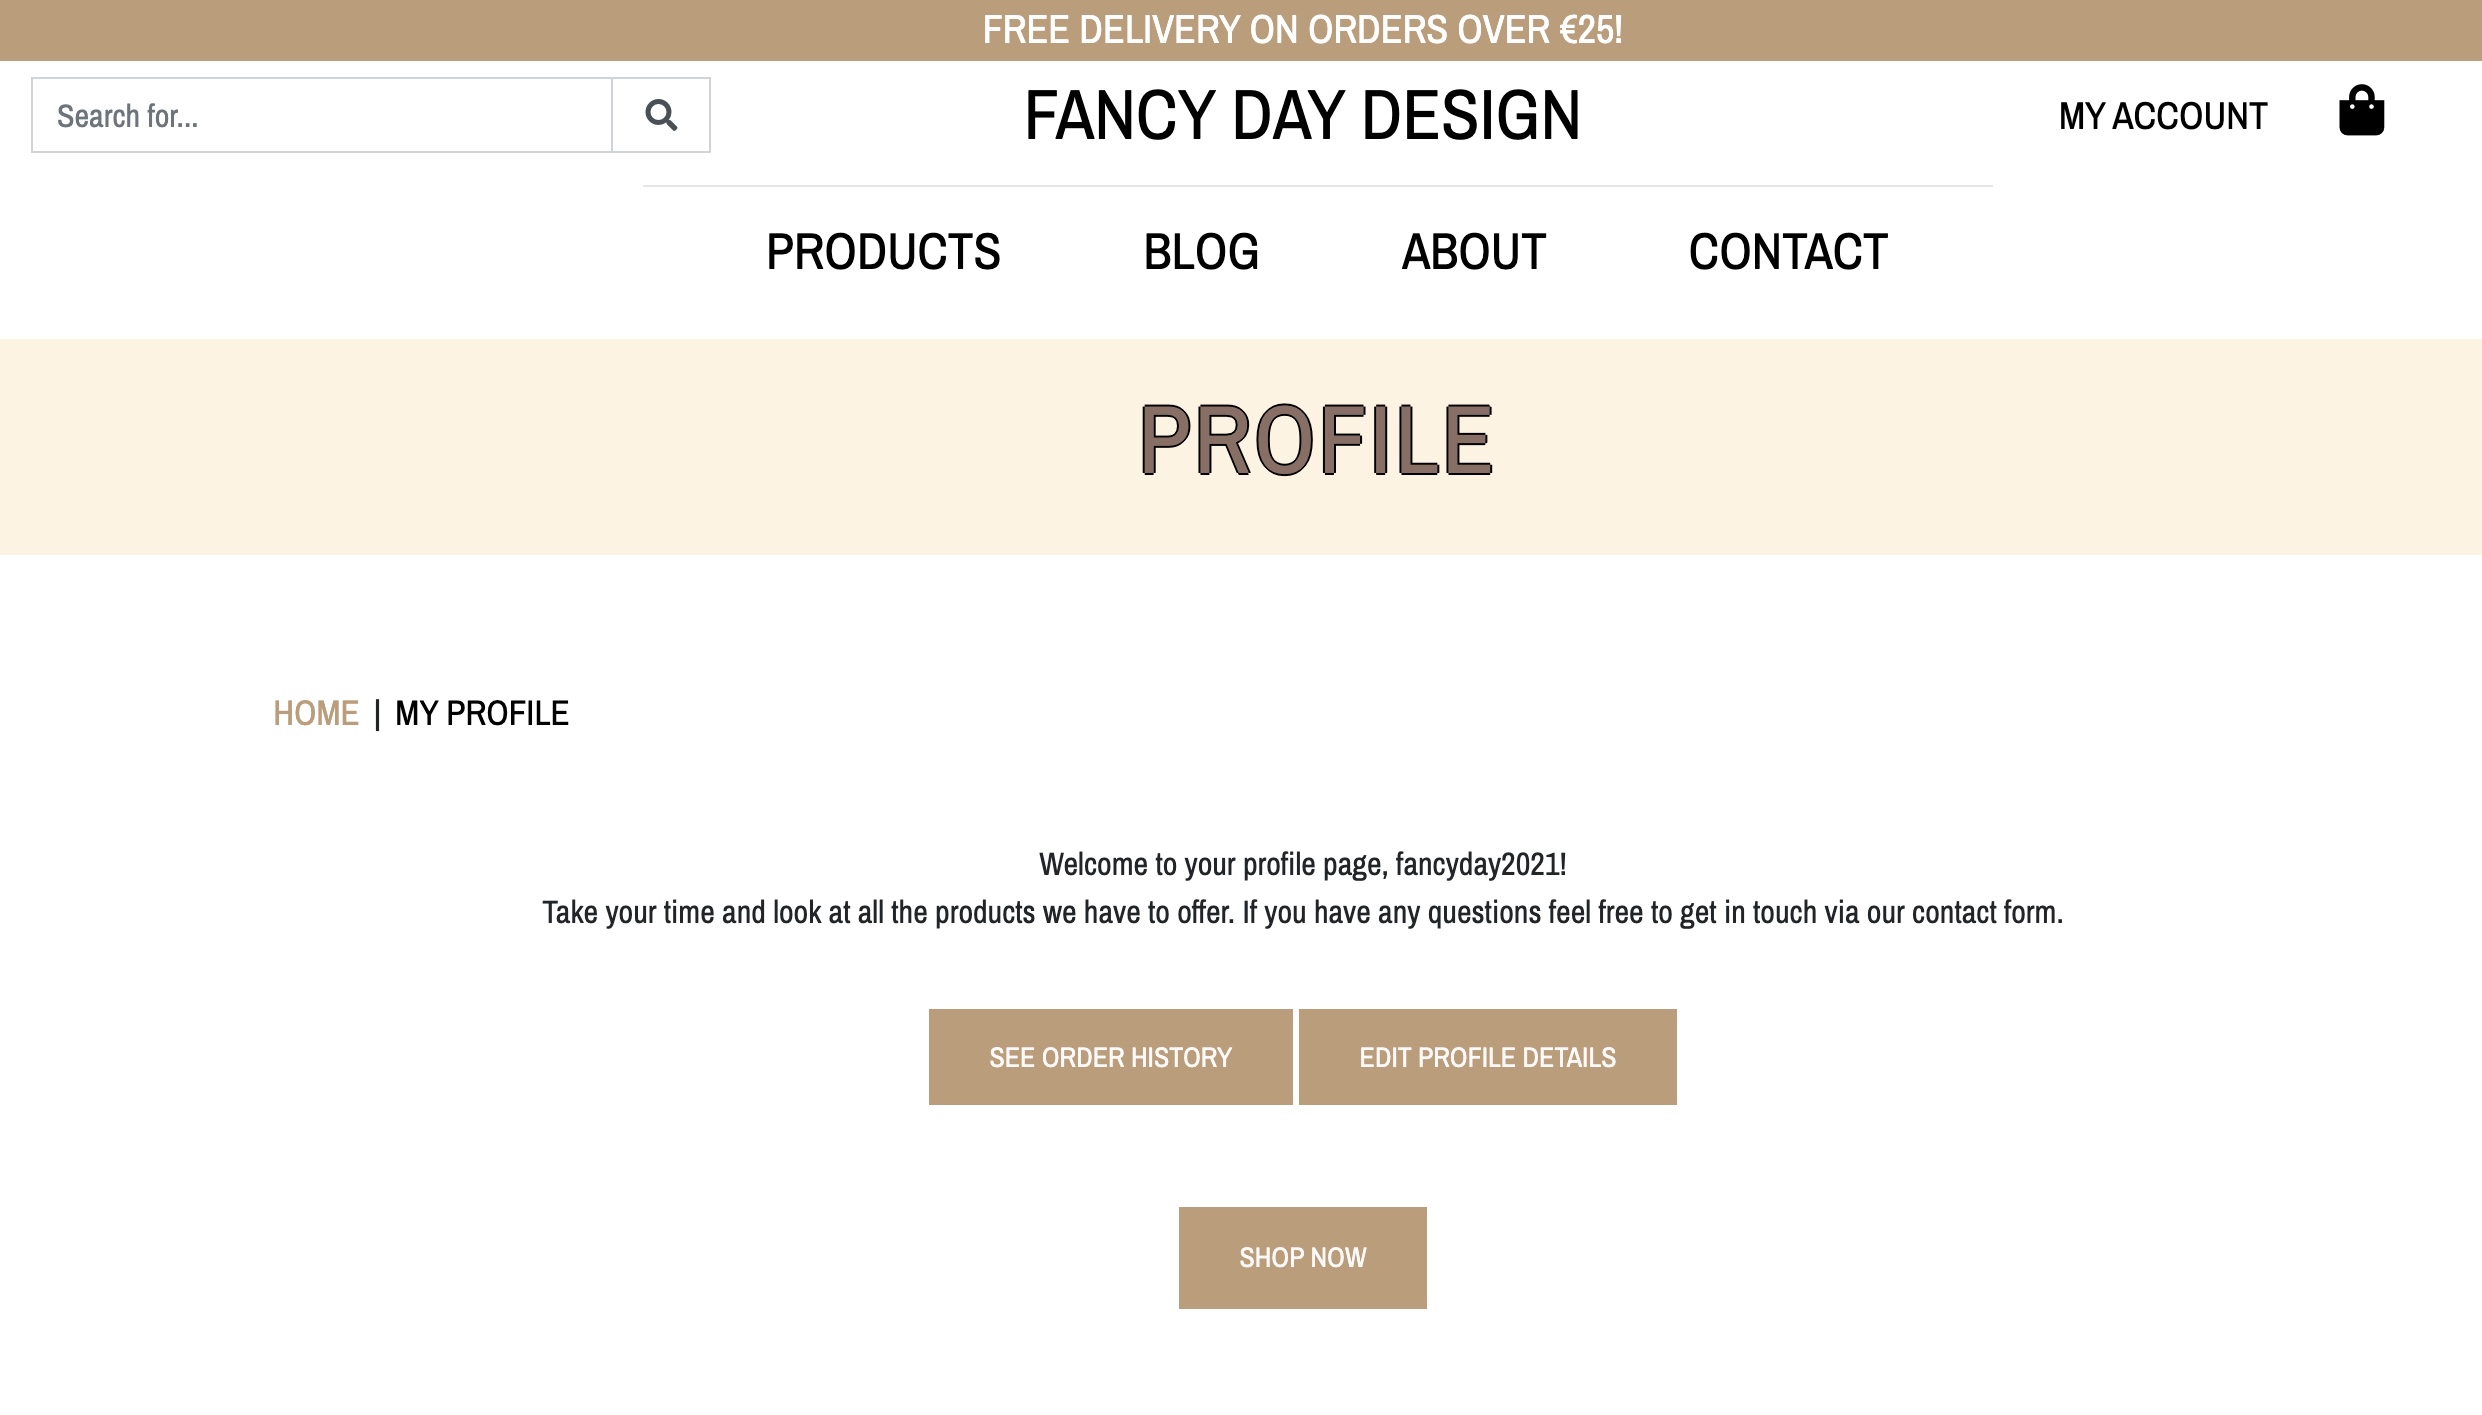 FREE DELIVERY ON ORDERS OVER €25!
Search for...
FANCY DAY DESIGN
MY ACCOUNT
PRODUCTS BLOG ABOUT CONTACT
PROFILE
HOME | MY PROFILE
Welcome to your profile page, fancyday2021!
Take your time and look at all the products we have to offer. If you have any questions feel free to get in touch via our contact form.
SEE ORDER HISTORY EDIT PROFILE DETAILS
SHOP NOW